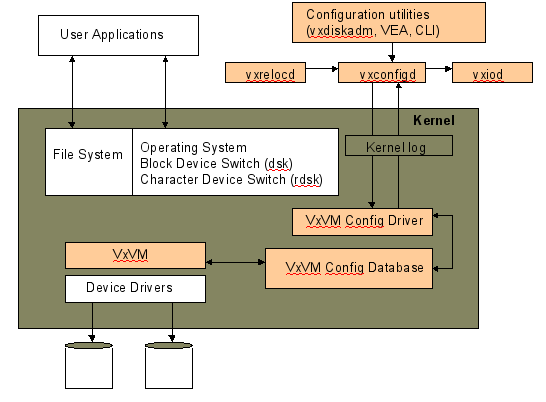 Configuration utilities
(vxdiskadm, VEA, CLI)
User Applications
vxrelocd
vxconfigd
vxiod
Kernel
File System
Operating System
Block Device Switch (dsk)
Character Device Switch (rdsk)
Kernel log
VxVM Config Driver
VxVM
VxVM Config Database
Device Drivers